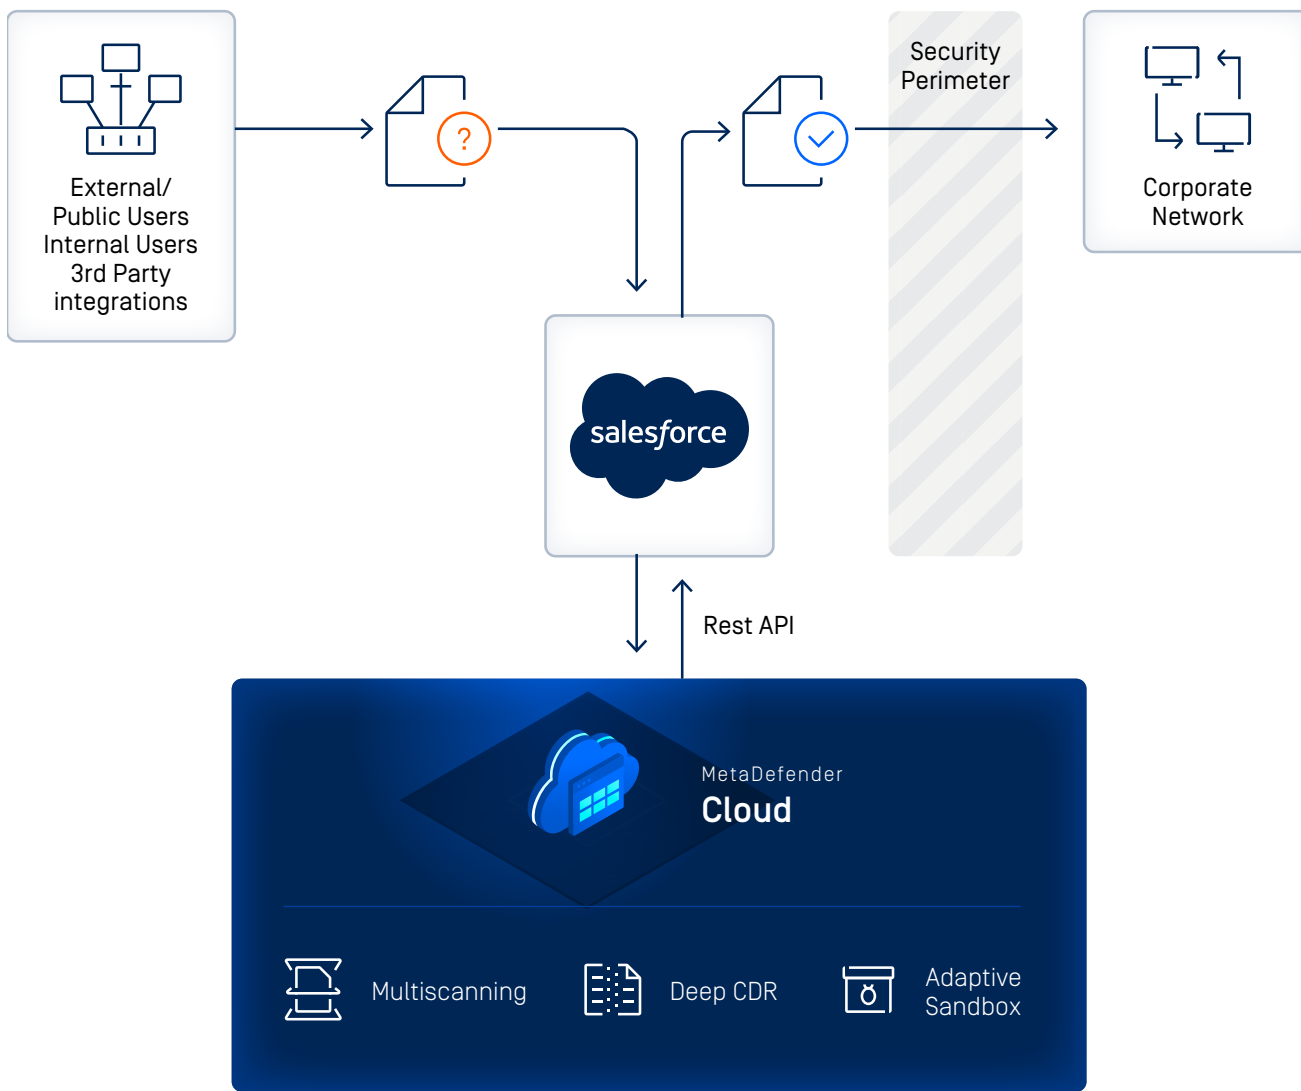 External/
Public Users
Internal Users
3rd Party
integrations
?
Security
Perimeter
Corporate
Network
salesforce
Rest API
MetaDefender
Cloud
Multiscanning
Deep CDR
Adaptive
Sandbox